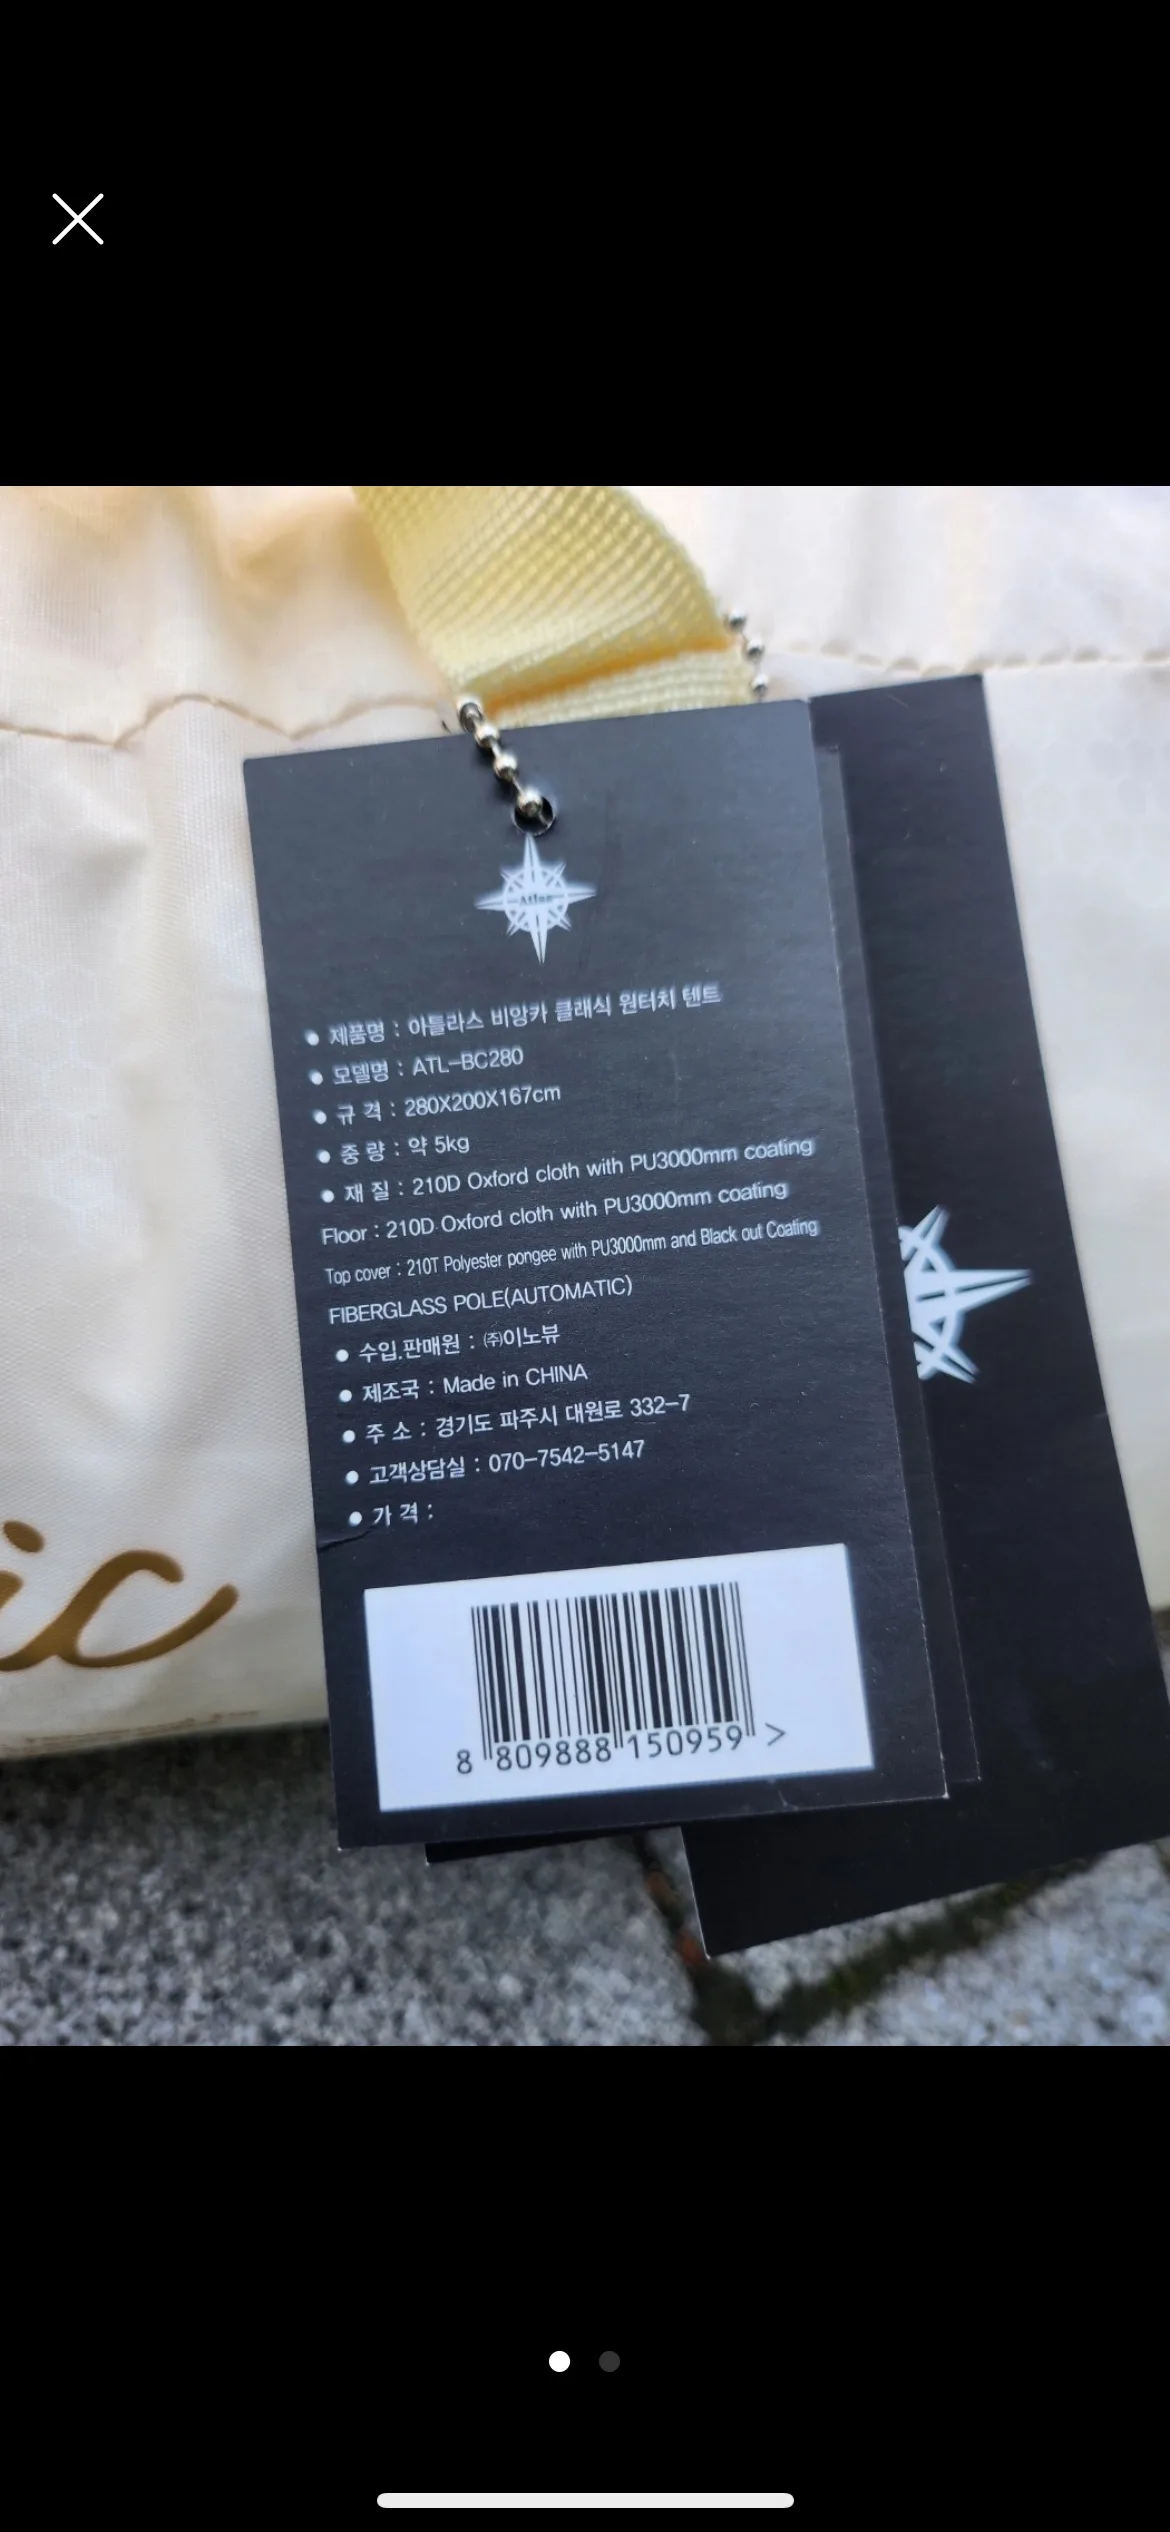 Atlas
• 제품명 : 아틀라스 비앙카 클래식 원터치 텐트
• 모델명 : ATL-BC280
• 규 격 : 280X200X167cm
• 중 량 : 약 5kg
• 재 질 : 210D Oxford cloth with PU3000mm coating
Floor : 210D Oxford cloth with PU3000mm coating
Top cover : 210T Polyester pongee with PU3000mm and Black out Coating
FIBERGLASS POLE(AUTOMATIC)
• 수입.판매원 : ㈜이노뷰
• 제조국 : Made in CHINA
• 주 소 : 경기도 파주시 대원로 332-7
• 고객상담실 : 070-7542-5147
• 가 격 :
ic
8 809888 150959 >